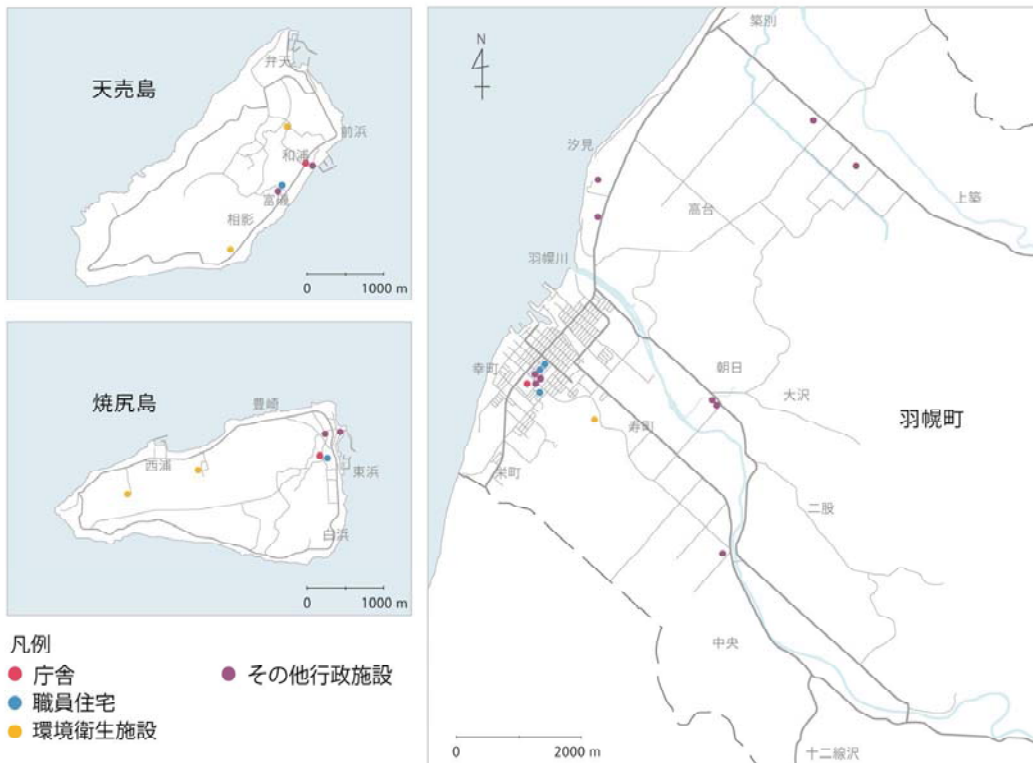 天売島
弁天
前浜
和浦
富磯
相影
0 1000 m
焼尻島
豊崎
西浦
東浜
白浜
0 1000 m
凡例
庁舎
職員住宅
環境衛生施設
その他行政施設
N
築別
汐見
高台
上築
羽幌川
幸町
朝日
大沢
羽幌町
寿町
栄町
二股
中央
十二線沢
0 2000 m